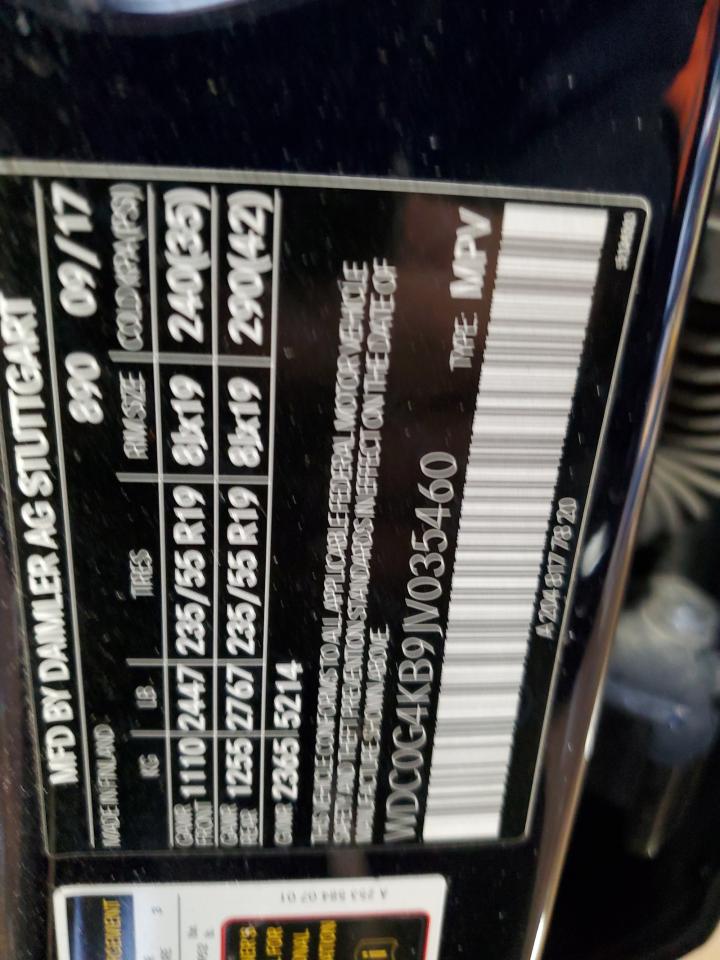 MFD BY DAIMLER AG STUTTGART
MADE IN FINLAND 890 09/17
KG LB TIRES RIM SIZE COLD KPA(PSI)
GAWR FRONT 1110 2447 235/55 R19 8Jx19 240(35)
GAWR REAR 1255 2767 235/55 R19 8Jx19 290(42)
GVWR 2365 5214
THIS VEHICLE CONFORMS TO ALL APPLICABLE FEDERAL MOTOR VEHICLE
SAFETY AND THEFT PREVENTION STANDARDS IN EFFECT ON THE DATE OF
MANUFACTURE SHOWN ABOVE
WDC0G4KB9JV035460 TYPE: MPV
A 204 817 78 20
A 253 584 07 01